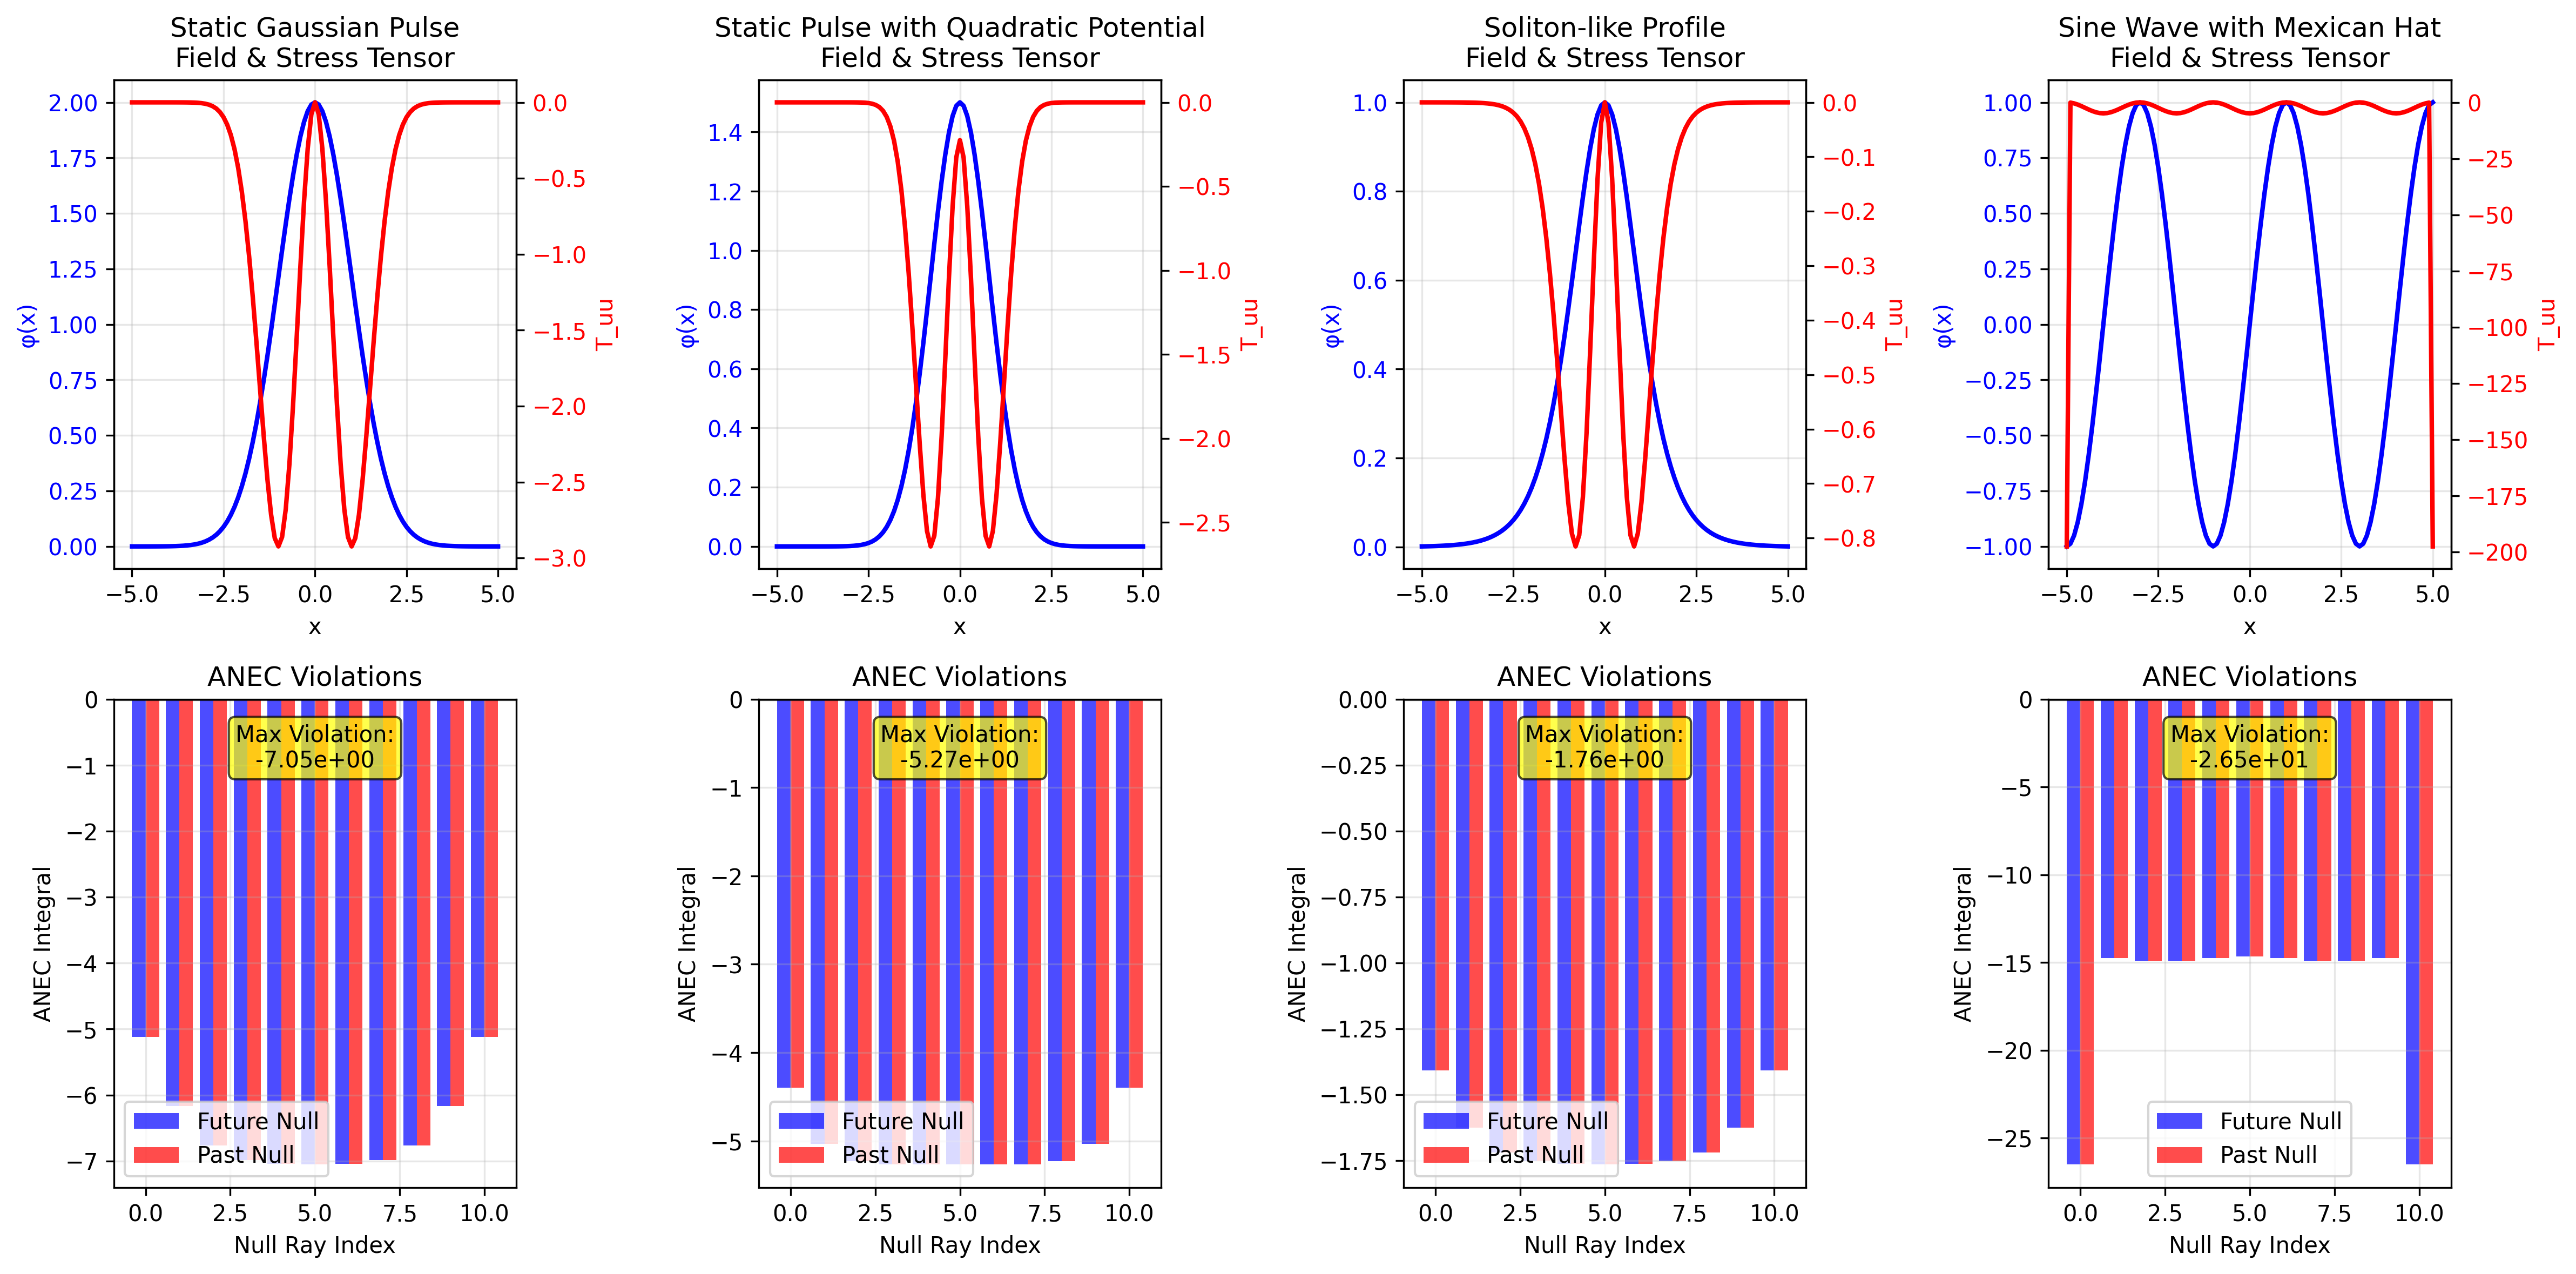 Static Gaussian Pulse
Field & Stress Tensor
2.00
1.75
1.50
1.25
1.00
0.75
0.50
0.25
0.00
φ(x)
0.0
−0.5
−1.0
−1.5
−2.0
−2.5
−3.0
T_uu
−5.0 −2.5 0.0 2.5 5.0
x
Static Pulse with Quadratic Potential
Field & Stress Tensor
1.4
1.2
1.0
0.8
0.6
0.4
0.2
0.0
φ(x)
0.0
−0.5
−1.0
−1.5
−2.0
−2.5
T_uu
−5.0 −2.5 0.0 2.5 5.0
x
Soliton-like Profile
Field & Stress Tensor
1.0
0.8
0.6
0.4
0.2
0.0
φ(x)
0.0
−0.1
−0.2
−0.3
−0.4
−0.5
−0.6
−0.7
−0.8
T_uu
−5.0 −2.5 0.0 2.5 5.0
x
Sine Wave with Mexican Hat
Field & Stress Tensor
1.00
0.75
0.50
0.25
0.00
−0.25
−0.50
−0.75
−1.00
φ(x)
0
−25
−50
−75
−100
−125
−150
−175
−200
T_uu
−5.0 −2.5 0.0 2.5 5.0
x
ANEC Violations
Max Violation:
-7.05e+00
0
−1
−2
−3
−4
−5
−6
−7
ANEC Integral
Future Null
Past Null
0.0 2.5 5.0 7.5 10.0
Null Ray Index
ANEC Violations
Max Violation:
-5.27e+00
0
−1
−2
−3
−4
−5
ANEC Integral
Future Null
Past Null
0.0 2.5 5.0 7.5 10.0
Null Ray Index
ANEC Violations
Max Violation:
-1.76e+00
0.00
−0.25
−0.50
−0.75
−1.00
−1.25
−1.50
−1.75
ANEC Integral
Future Null
Past Null
0.0 2.5 5.0 7.5 10.0
Null Ray Index
ANEC Violations
Max Violation:
-2.65e+01
0
−5
−10
−15
−20
−25
ANEC Integral
Future Null
Past Null
0.0 2.5 5.0 7.5 10.0
Null Ray Index